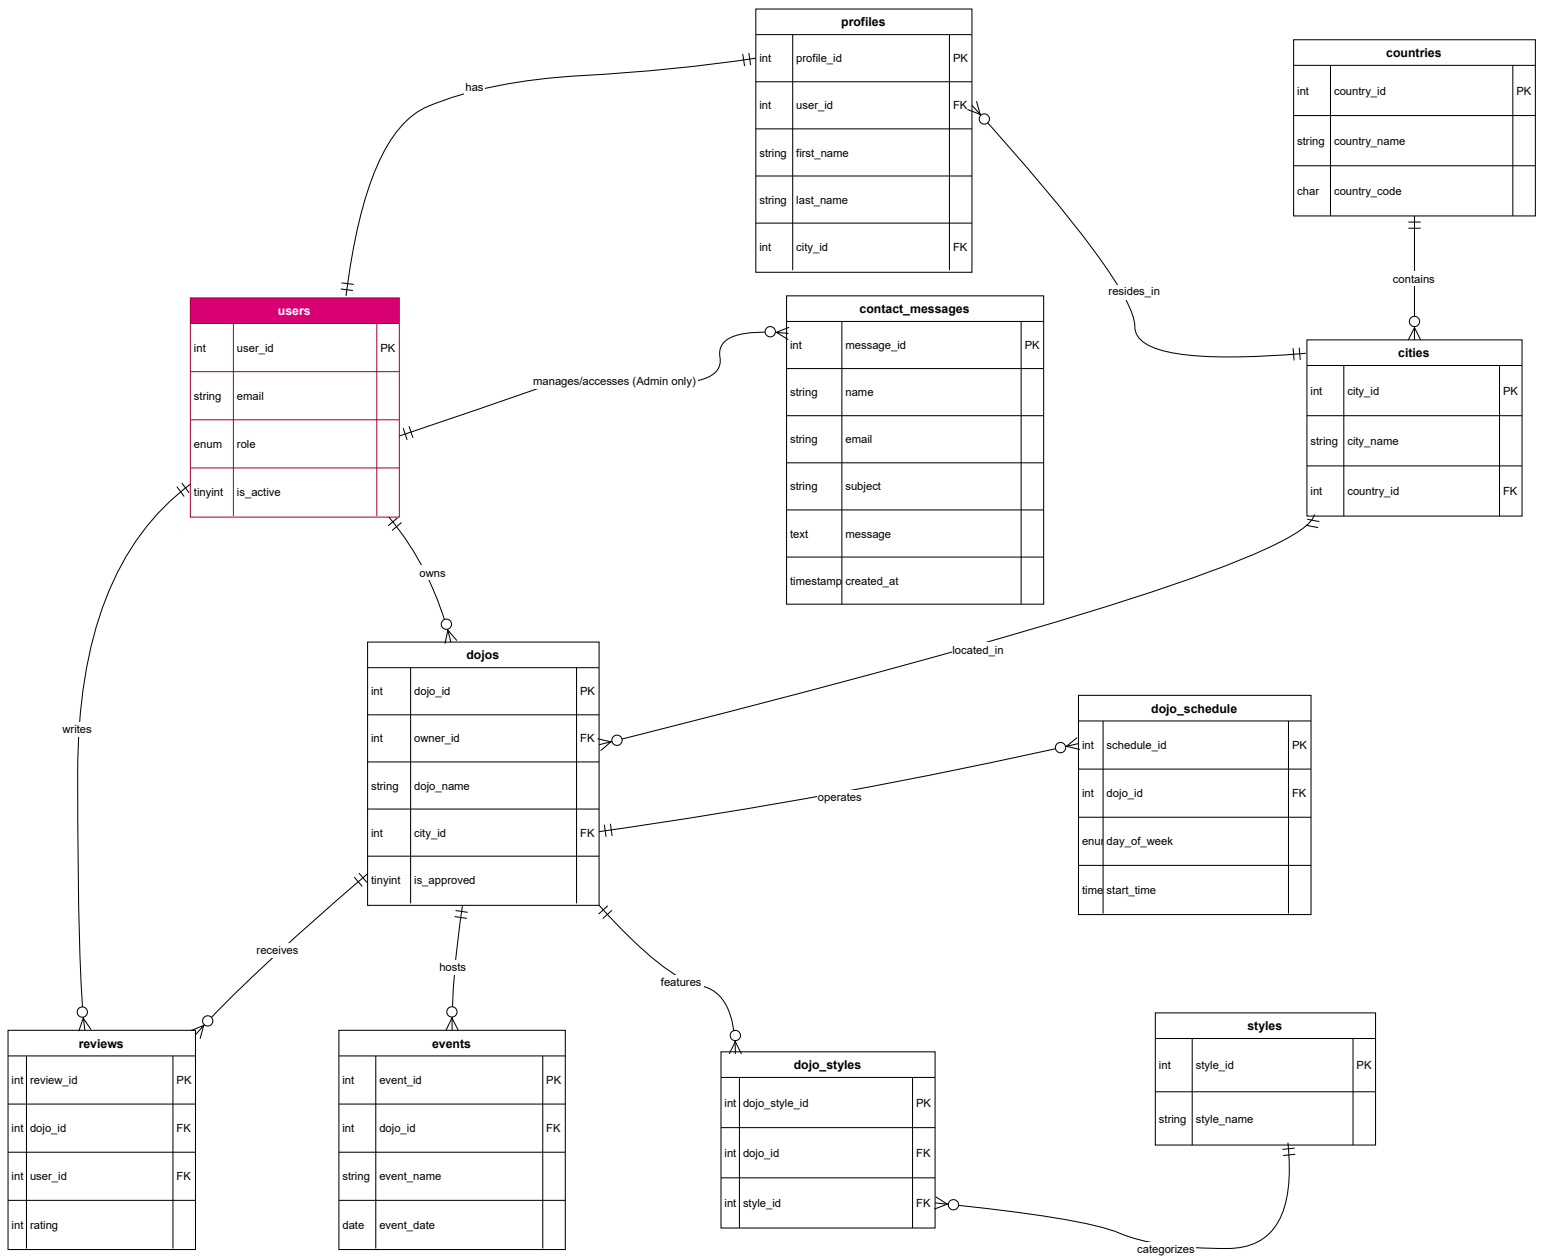 profiles
int profile_id PK
int user_id FK
string first_name
string last_name
int city_id FK
countries
int country_id PK
string country_name
char country_code
has
resides_in
contains
users
int user_id PK
string email
enum role
tinyint is_active
contact_messages
int message_id PK
string name
string email
string subject
text message
timestamp created_at
manages/accesses (Admin only)
cities
int city_id PK
string city_name
int country_id FK
owns
located_in
writes
dojos
int dojo_id PK
int owner_id FK
string dojo_name
int city_id FK
tinyint is_approved
dojo_schedule
int schedule_id PK
int dojo_id FK
enu day_of_week
time start_time
operates
receives
hosts
features
reviews
int review_id PK
int dojo_id FK
int user_id FK
int rating
events
int event_id PK
int dojo_id FK
string event_name
date event_date
dojo_styles
int dojo_style_id PK
int dojo_id FK
int style_id FK
styles
int style_id PK
string style_name
categorizes